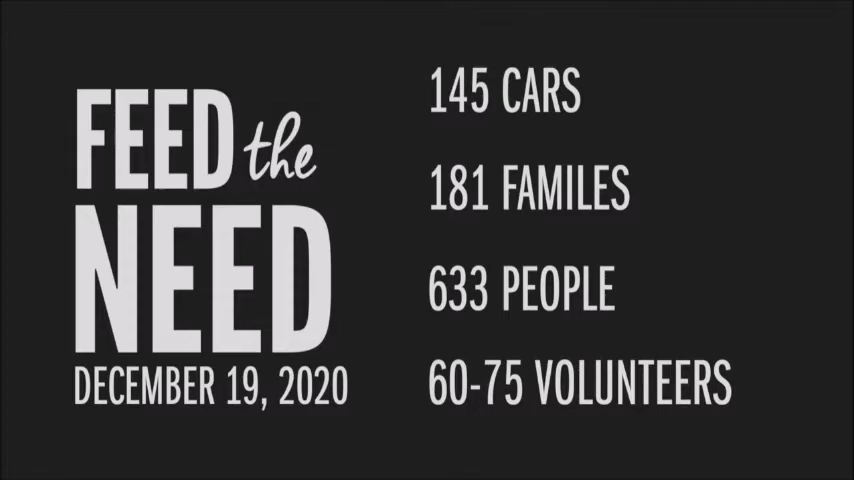 FEED the
NEED
DECEMBER 19, 2020
145 CARS
181 FAMILES
633 PEOPLE
60-75 VOLUNTEERS